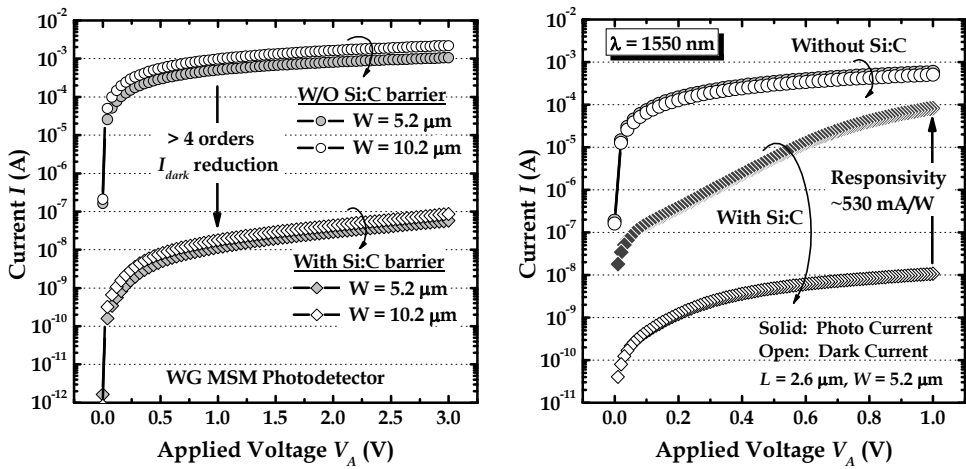 10⁻¹
10⁻²
10⁻³
10⁻⁴
10⁻⁵
10⁻⁶
10⁻⁷
10⁻⁸
10⁻⁹
10⁻¹⁰
10⁻¹¹
10⁻¹²
Current I (A)
W/O Si:C barrier
W = 5.2 μm
W = 10.2 μm
> 4 orders
I_dark reduction
With Si:C barrier
W = 5.2 μm
W = 10.2 μm
WG MSM Photodetector
0.0 0.5 1.0 1.5 2.0 2.5 3.0
Applied Voltage V_A (V)
10⁻²
10⁻³
10⁻⁴
10⁻⁵
10⁻⁶
10⁻⁷
10⁻⁸
10⁻⁹
10⁻¹⁰
10⁻¹¹
Current I (A)
λ = 1550 nm
Without Si:C
Responsivity
~530 mA/W
With Si:C
Solid: Photo Current
Open: Dark Current
L = 2.6 μm, W = 5.2 μm
0.0 0.2 0.4 0.6 0.8 1.0
Applied Voltage V_A (V)